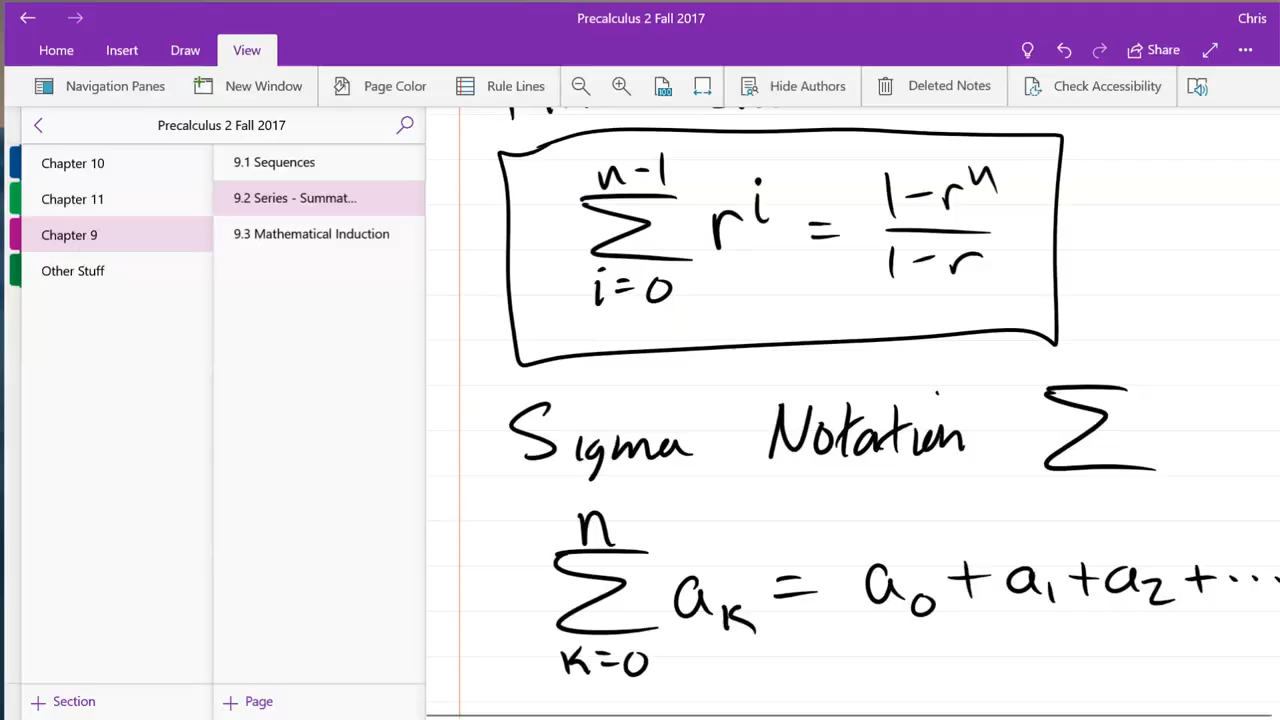 Precalculus 2 Fall 2017
Chris
Home Insert Draw View
Share
Navigation Panes New Window Page Color Rule Lines 100 Hide Authors Deleted Notes Check Accessibility
Precalculus 2 Fall 2017
Chapter 10
Chapter 11
Chapter 9
Other Stuff
9.1 Sequences
9.2 Series - Summat...
9.3 Mathematical Induction
+ Section
+ Page
n-1
∑ r^i = (1-r^n)/(1-r)
i=0
Sigma Notation ∑
n
∑ a_k = a_0 + a_1 + a_2 + ...
k=0